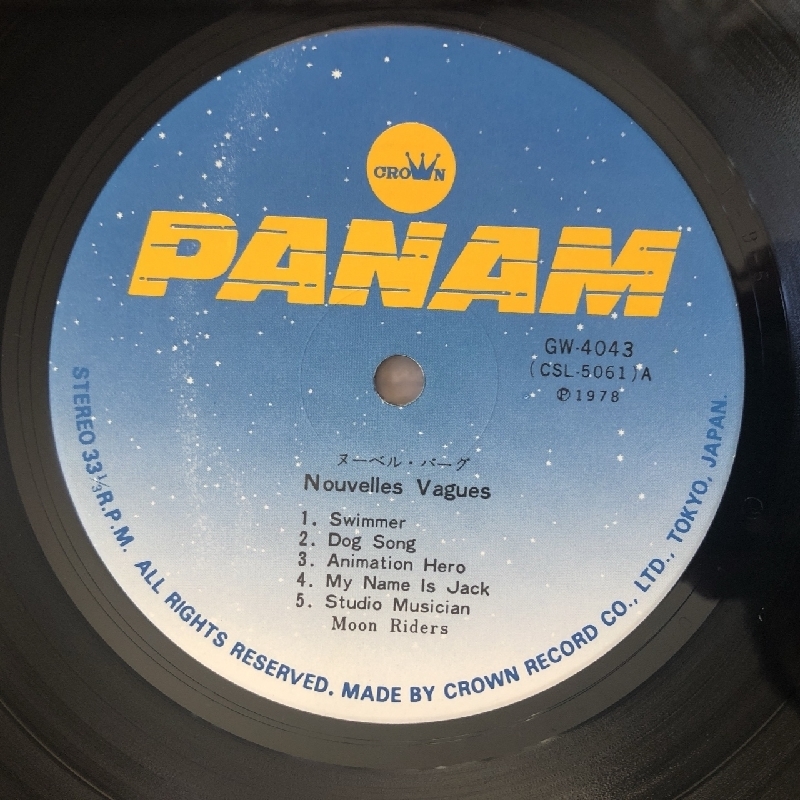 CROWN
PANAM
GW-4043
(CSL-5061)A
Ⓟ1978
ヌーベル・バーグ
Nouvelles Vagues
1. Swimmer
2. Dog Song
3. Animation Hero
4. My Name Is Jack
5. Studio Musician
Moon Riders
STEREO 33⅓R.P.M. ALL RIGHTS RESERVED. MADE BY CROWN RECORD CO., LTD., TOKYO, JAPAN.